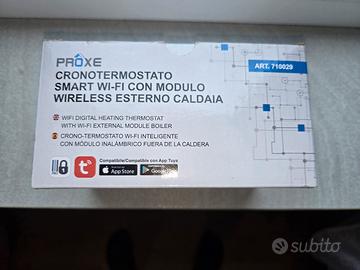 PROXE
ART. 710029
CRONOTERMOSTATO
SMART WI-FI CON MODULO
WIRELESS ESTERNO CALDAIA
WIFI DIGITAL HEATING THERMOSTAT
WITH WI-FI EXTERNAL MODULE BOILER
CRONO-TERMOSTATO WI-FI INTELIGENTE
CON MÓDULO INALÁMBRICO FUERA DE LA CALDERA
Compatibile/Compatible con App Tuya
App Store
Google Play
subito